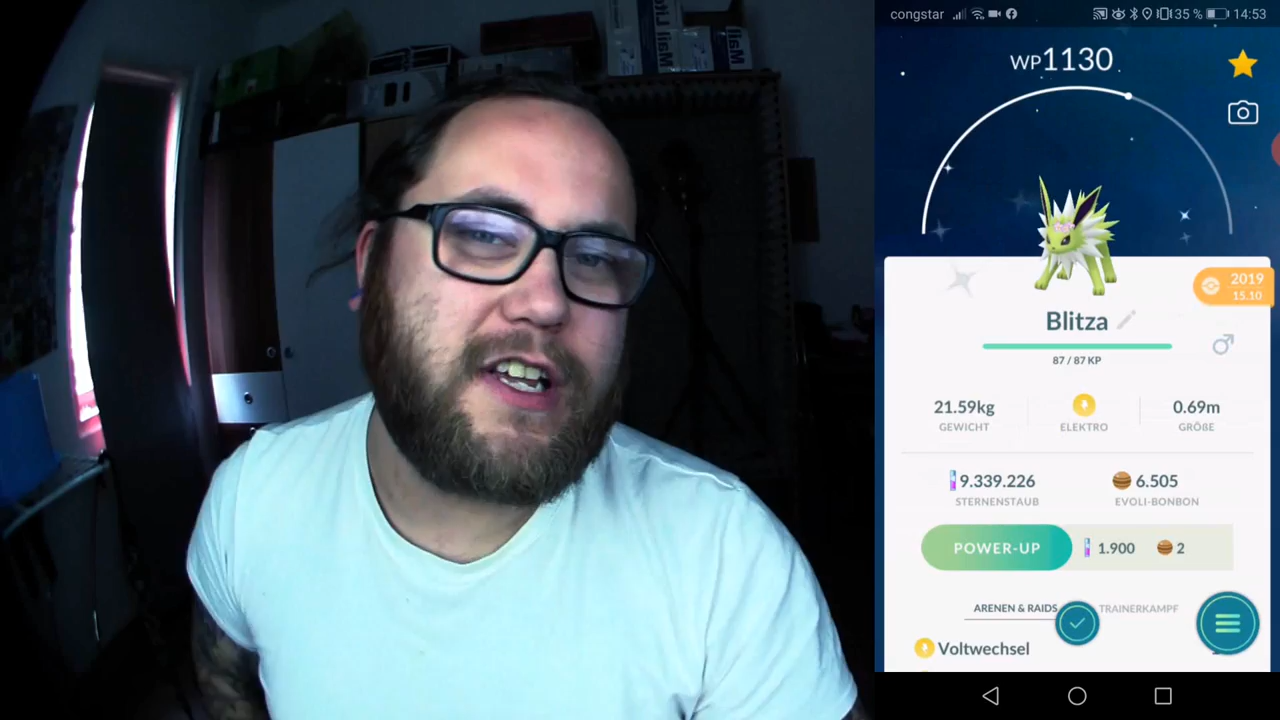 congstar 35 % 14:53
WP1130
2019
15.10
Blitza
87 / 87 KP
21.59kg
0.69m
GEWICHT
ELEKTRO
GRÖßE
9.339.226
6.505
STERNENSTAUB
EVOLI-BONBON
POWER-UP
1.900
2
ARENEN & RAIDS
TRAINERKAMPF
Voltwechsel
Mali